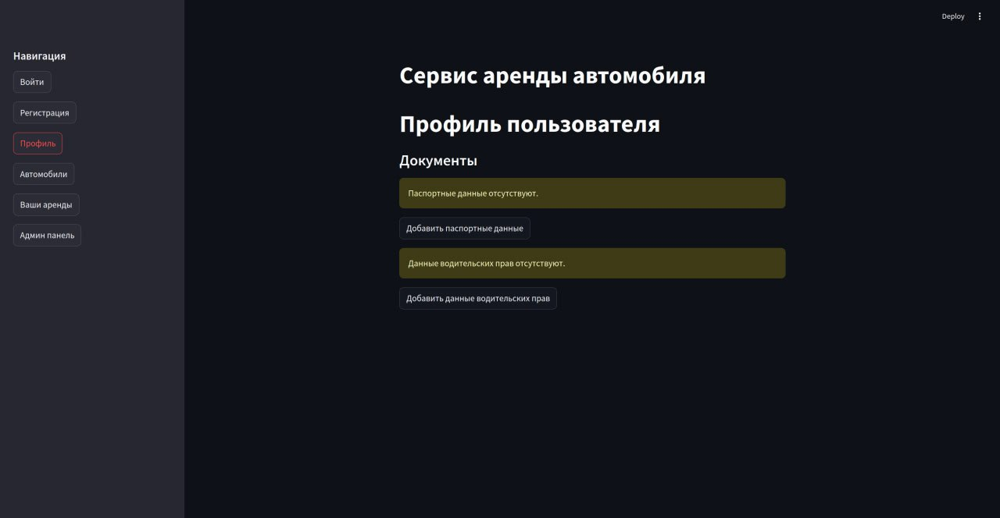 Deploy
Навигация
Войти
Регистрация
Профиль
Автомобили
Ваши аренды
Админ панель
Сервис аренды автомобиля
Профиль пользователя
Документы
Паспортные данные отсутствуют.
Добавить паспортные данные
Данные водительских прав отсутствуют.
Добавить данные водительских прав